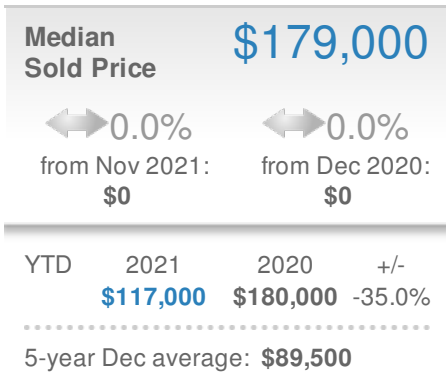 Median $179,000
Sold Price
0.0% 0.0%
from Nov 2021: from Dec 2020:
$0 $0
YTD 2021 2020 +/-
$117,000 $180,000 -35.0%
5-year Dec average: $89,500